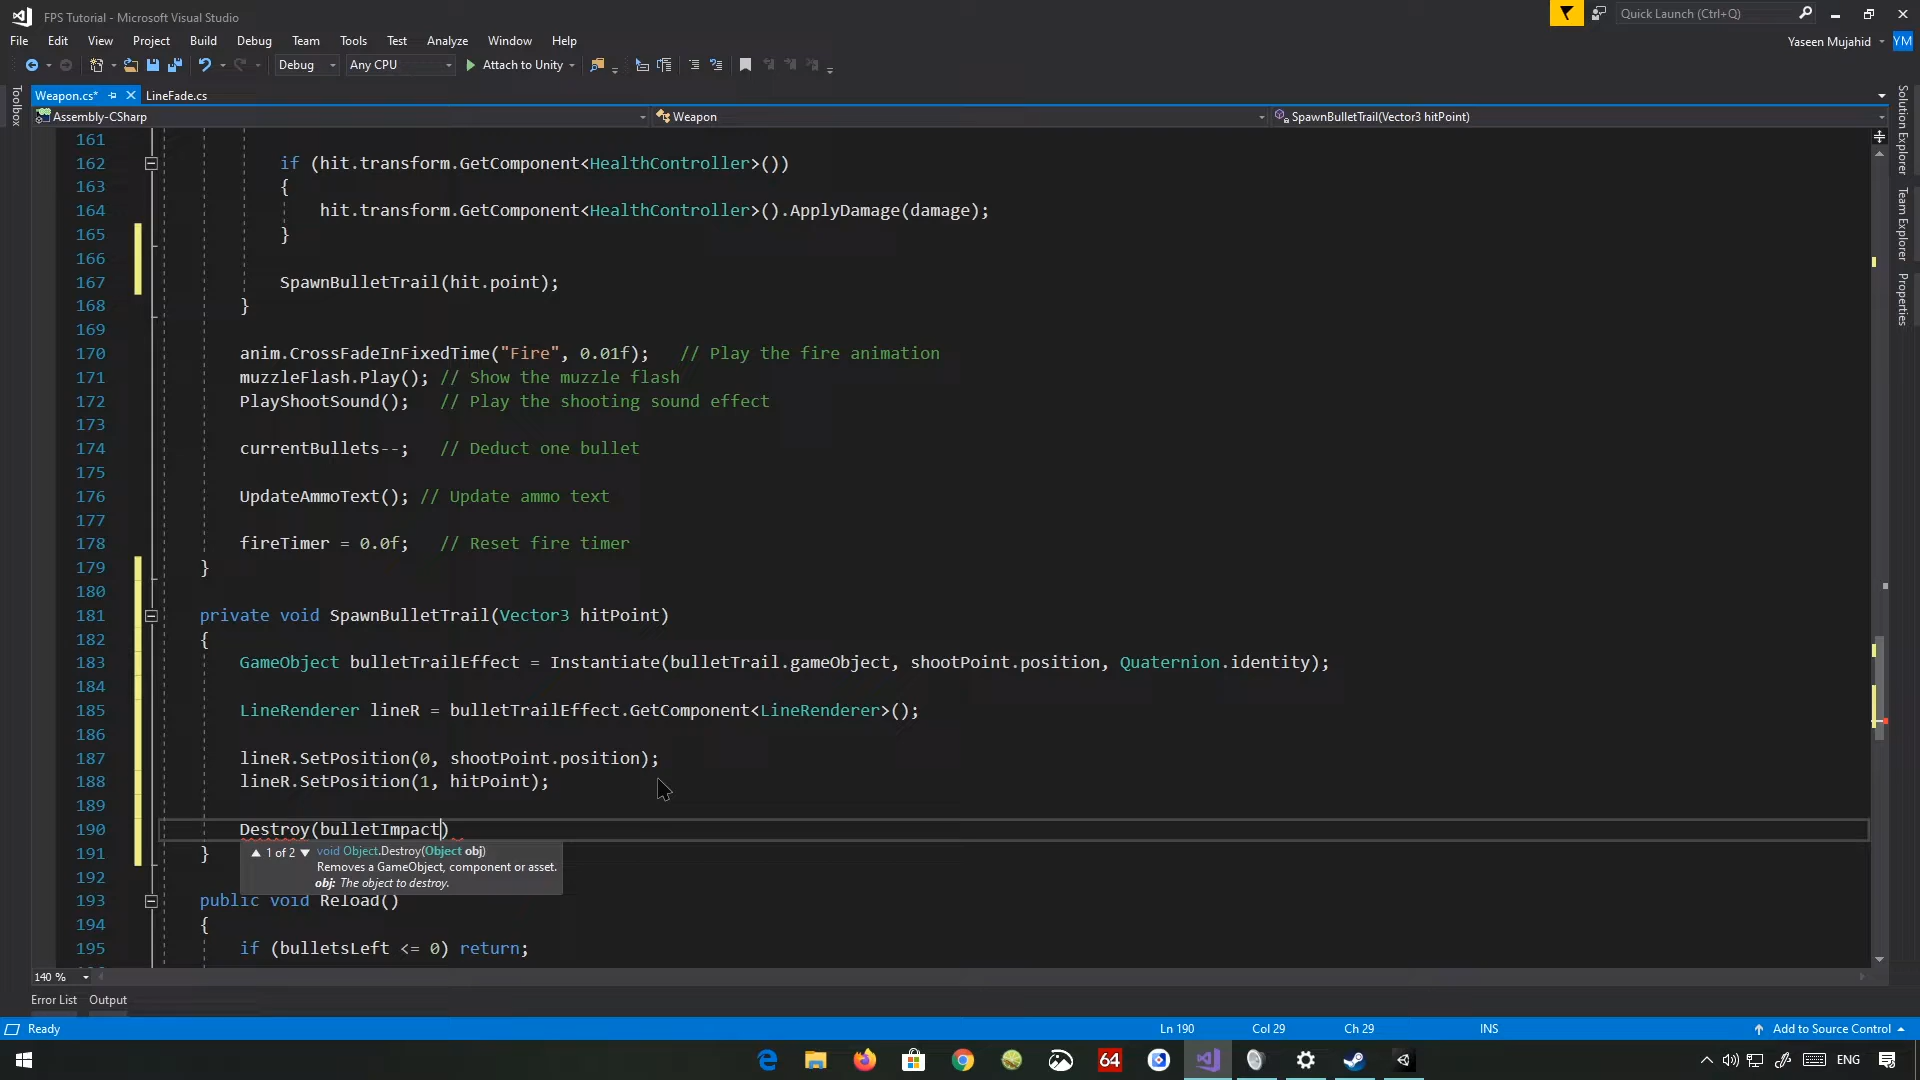 FPS Tutorial - Microsoft Visual Studio
Quick Launch (Ctrl+Q)
File Edit View Project Build Debug Team Tools Test Analyze Window Help
Yaseen Mujahid YM
Debug Any CPU Attach to Unity
Weapon.cs* LineFade.cs
Assembly-CSharp Weapon SpawnBulletTrail(Vector3 hitPoint)
Toolbox
Solution Explorer
Team Explorer
Properties
161
162 if (hit.transform.GetComponent<HealthController>())
163 {
164 hit.transform.GetComponent<HealthController>().ApplyDamage(damage);
165 }
166
167 SpawnBulletTrail(hit.point);
168 }
169
170 anim.CrossFadeInFixedTime("Fire", 0.01f); // Play the fire animation
171 muzzleFlash.Play(); // Show the muzzle flash
172 PlayShootSound(); // Play the shooting sound effect
173
174 currentBullets--; // Deduct one bullet
175
176 UpdateAmmoText(); // Update ammo text
177
178 fireTimer = 0.0f; // Reset fire timer
179 }
180
181 private void SpawnBulletTrail(Vector3 hitPoint)
182 {
183 GameObject bulletTrailEffect = Instantiate(bulletTrail.gameObject, shootPoint.position, Quaternion.identity);
184
185 LineRenderer lineR = bulletTrailEffect.GetComponent<LineRenderer>();
186
187 lineR.SetPosition(0, shootPoint.position);
188 lineR.SetPosition(1, hitPoint);
189
190 Destroy(bulletImpact)
191 }
1 of 2 void Object.Destroy(Object obj)
Removes a GameObject, component or asset.
obj: The object to destroy.
192
193 public void Reload()
194 {
195 if (bulletsLeft <= 0) return;
140 %
Error List Output
Ready Ln 190 Col 29 Ch 29 INS Add to Source Control
64 ENG